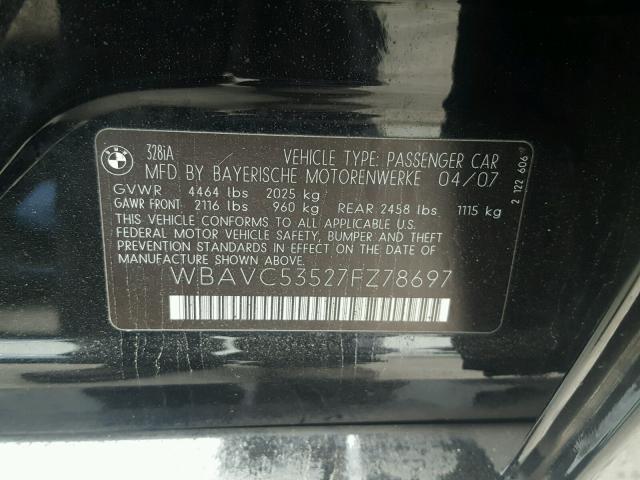 BMW
328iA VEHICLE TYPE: PASSENGER CAR
MFD BY BAYERISCHE MOTORENWERKE 04/07
GVWR 4464 lbs 2025 kg
GAWR FRONT: 2116 lbs 960 kg REAR 2458 lbs 1115 kg
THIS VEHICLE CONFORMS TO ALL APPLICABLE U.S.
FEDERAL MOTOR VEHICLE SAFETY, BUMPER AND THEFT
PREVENTION STANDARDS IN EFFECT ON THE DATE OF
MANUFACTURE SHOWN ABOVE.
WBAVC53527FZ78697
2 122 606